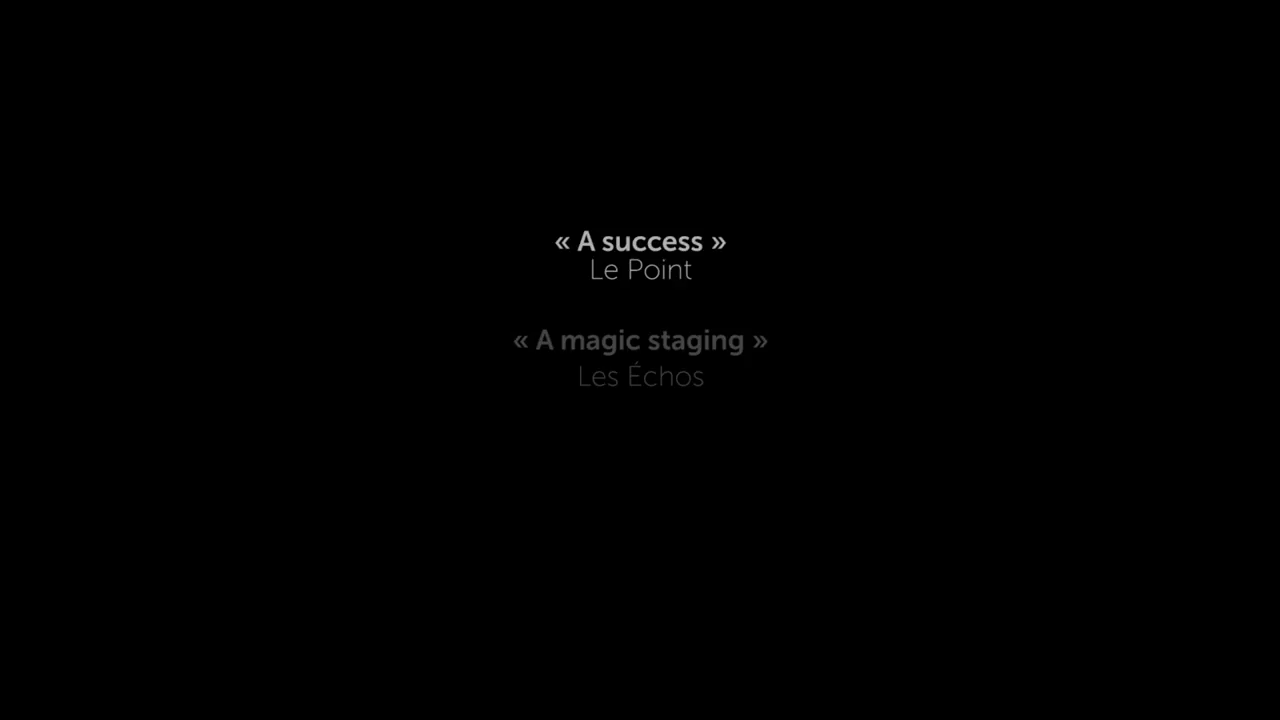 « A success »
Le Point
« A magic staging »
Les Échos